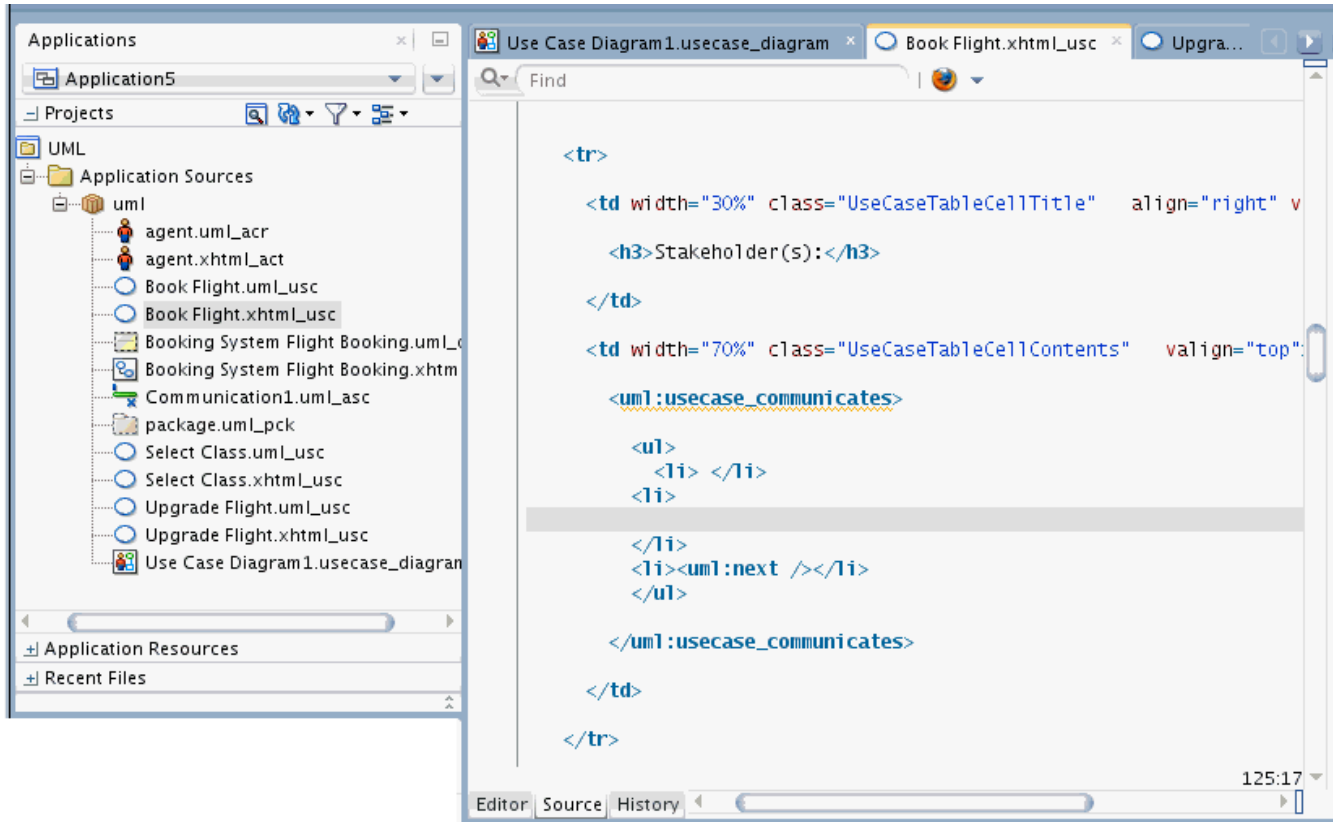 Applications
Application5
Projects
UML
Application Sources
uml
agent.uml_acr
agent.xhtml_act
Book Flight.uml_usc
Book Flight.xhtml_usc
Booking System Flight Booking.uml_
Booking System Flight Booking.xhtm
Communication1.uml_asc
package.uml_pck
Select Class.uml_usc
Select Class.xhtml_usc
Upgrade Flight.uml_usc
Upgrade Flight.xhtml_usc
Use Case Diagram1.usecase_diagran
Application Resources
Recent Files
Use Case Diagram1.usecase_diagram
Book Flight.xhtml_usc
Upgra...
Find
<tr>
<td width="30%" class="UseCaseTableCellTitle" align="right" v
<h3>Stakeholder(s):</h3>
</td>
<td width="70%" class="UseCaseTableCellContents" valign="top"
<uml:usecase_communicates>
<ul>
<li> </li>
<li>
</li>
<li><uml:next /></li>
</ul>
</uml:usecase_communicates>
</td>
</tr>
125:17
Editor Source History